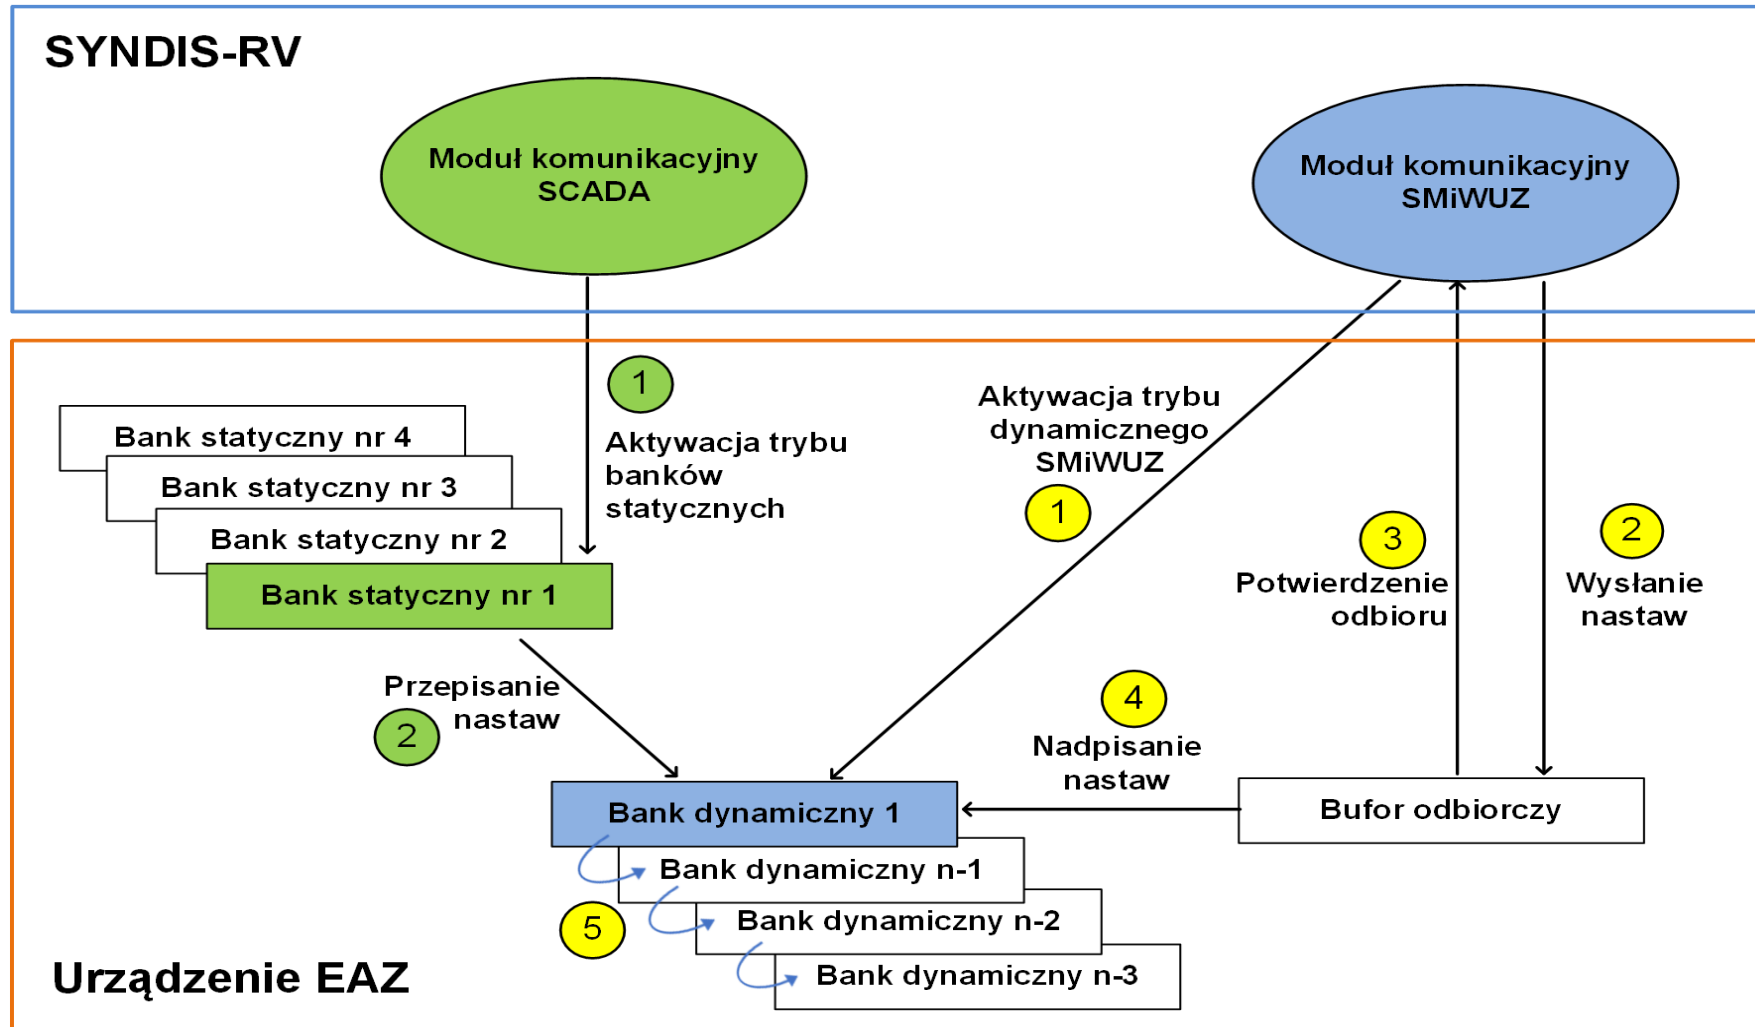 SYNDIS-RV
Moduł komunikacyjny
SCADA
Moduł komunikacyjny
SMiWUZ
1
Aktywacja trybu
banków
statycznych
Aktywacja trybu
dynamicznego
SMiWUZ
1
3
Potwierdzenie
odbioru
2
Wysłanie
nastaw
Bank statyczny nr 4
Bank statyczny nr 3
Bank statyczny nr 2
Bank statyczny nr 1
Przepisanie
nastaw
2
4
Nadpisanie
nastaw
Bank dynamiczny 1
Bufor odbiorczy
Bank dynamiczny n-1
Bank dynamiczny n-2
Bank dynamiczny n-3
5
Urządzenie EAZ